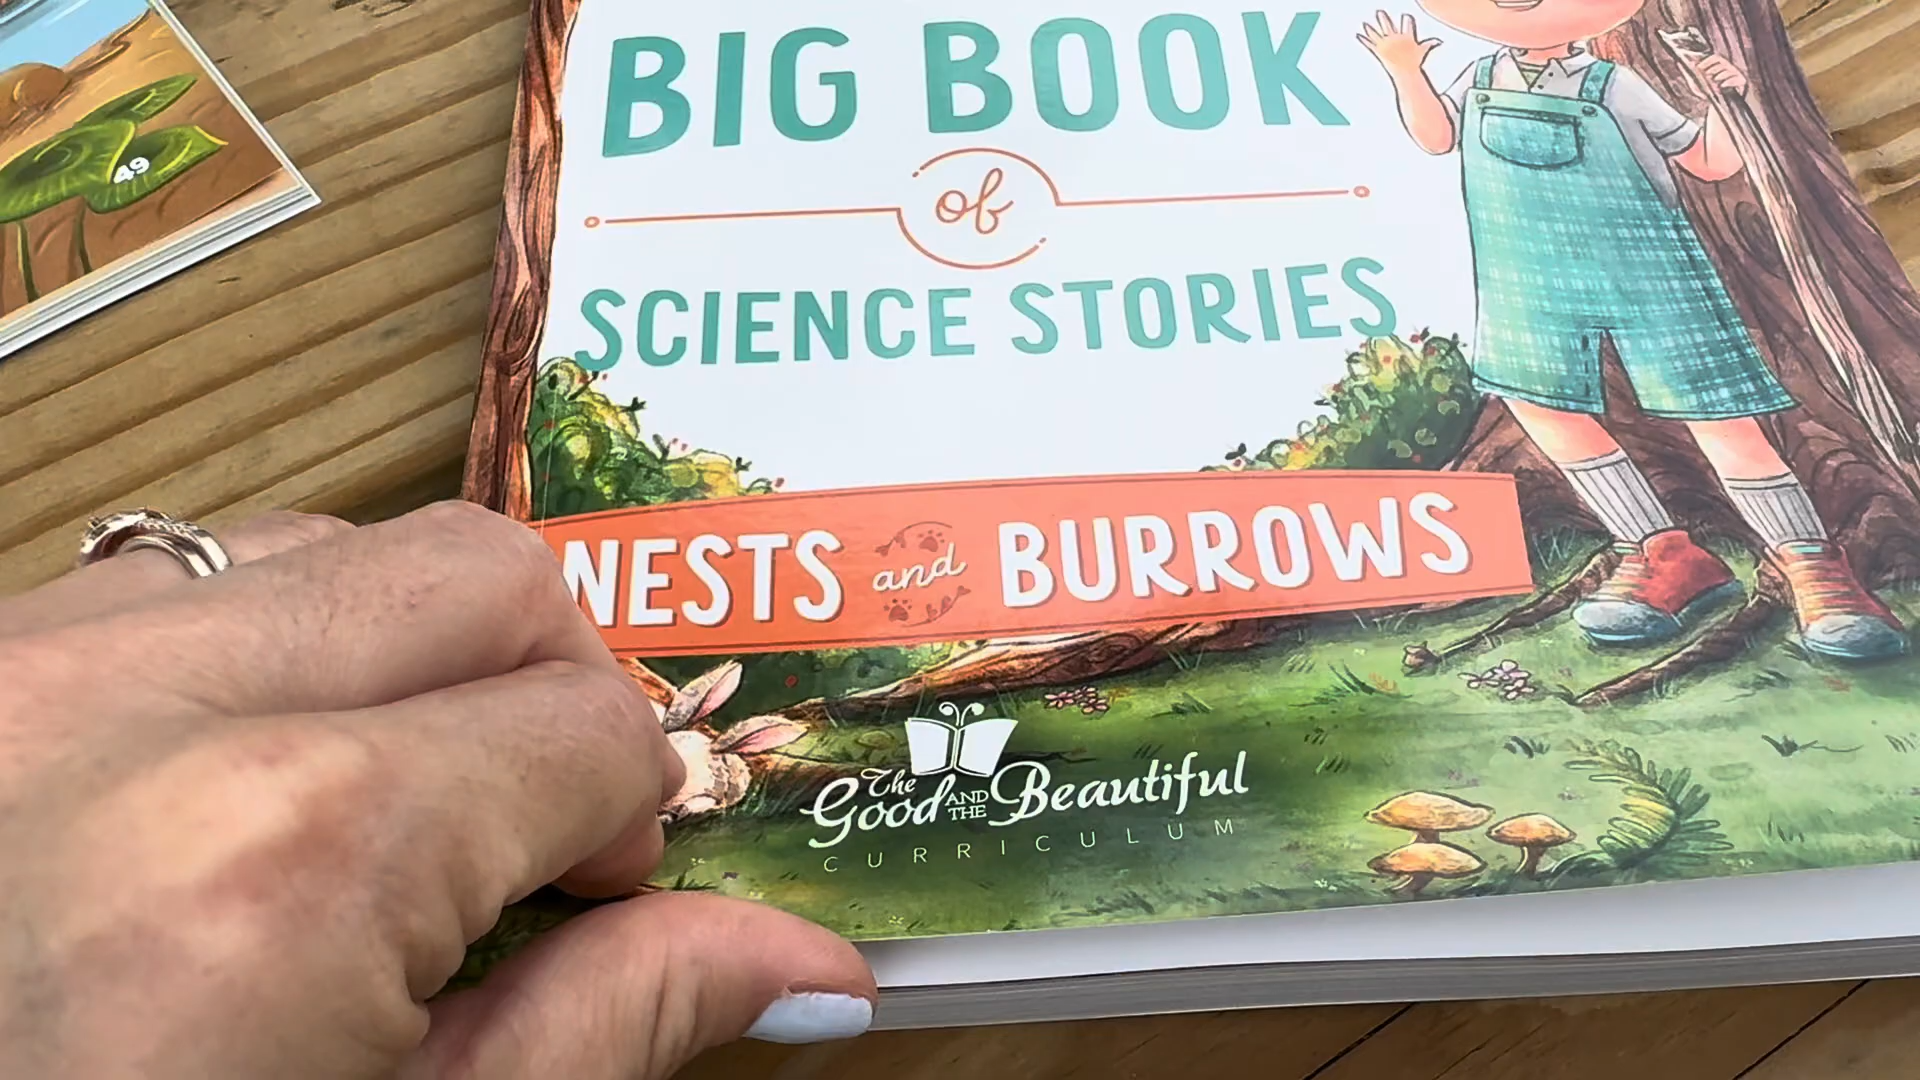 BIG BOOK
of
SCIENCE STORIES
NESTS and BURROWS
The Good AND THE Beautiful
CURRICULUM
49